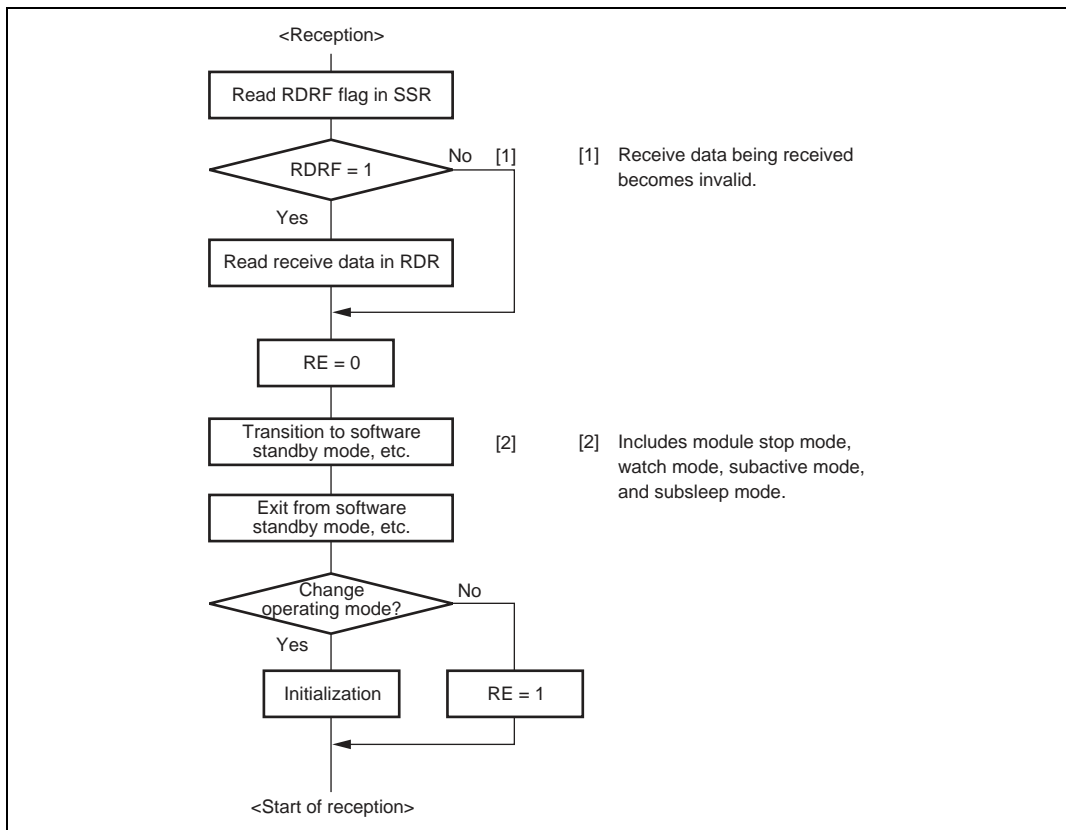 <Reception>
Read RDRF flag in SSR
RDRF = 1
No [1]
[1] Receive data being received
becomes invalid.
Yes
Read receive data in RDR
RE = 0
Transition to software
standby mode, etc.
[2]
[2] Includes module stop mode,
watch mode, subactive mode,
and subsleep mode.
Exit from software
standby mode, etc.
Change
operating mode?
No
Yes
Initialization
RE = 1
<Start of reception>